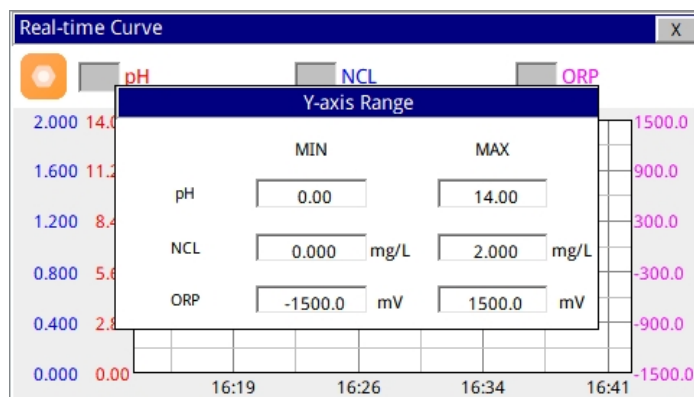 Real-time Curve X
pH NCL ORP
Y-axis Range
2.000 14.0 1500.0
MIN MAX
1.600 11.2 900.0
pH 0.00 14.00
1.200 8.4 300.0
NCL 0.000 mg/L 2.000 mg/L
0.800 5.6 -300.0
ORP -1500.0 mV 1500.0 mV
0.400 2.8 -900.0
0.000 0.00 -1500.0
16:19 16:26 16:34 16:41